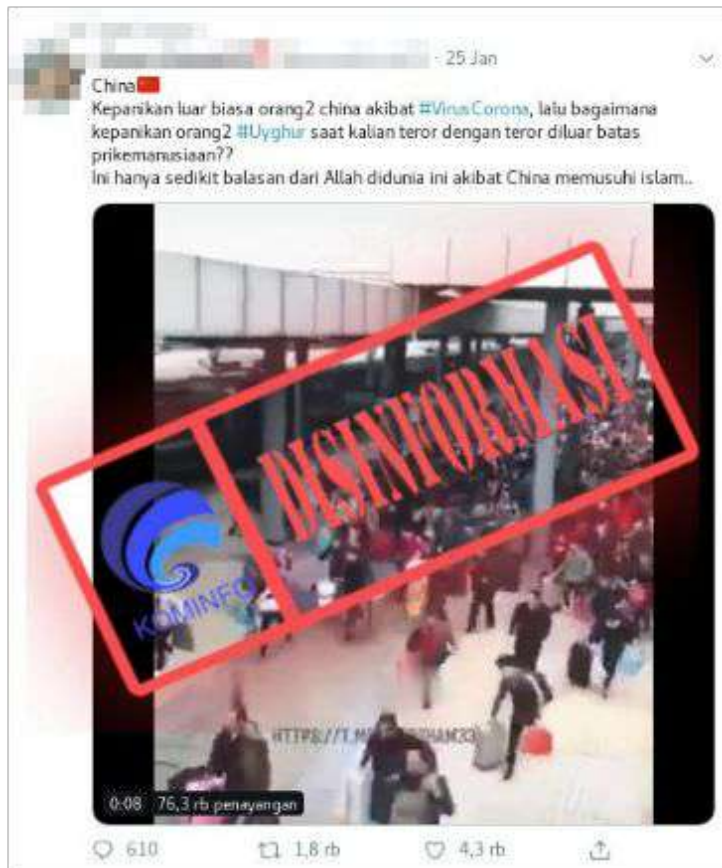 25 Jan
China
Kepanikan luar biasa orang2 china akibat #VirusCorona, lalu bagaimana
kepanikan orang2 #Uyghur saat kalian teror dengan teror diluar batas
prikemanusiaan??
Ini hanya sedikit balasan dari Allah didunia ini akibat China memusuhi islam..
DISINFORMASI
KOMINFO
HTTPS://T.M
0:08 76,3 rb penayangan
610 1,8 rb 4,3 rb